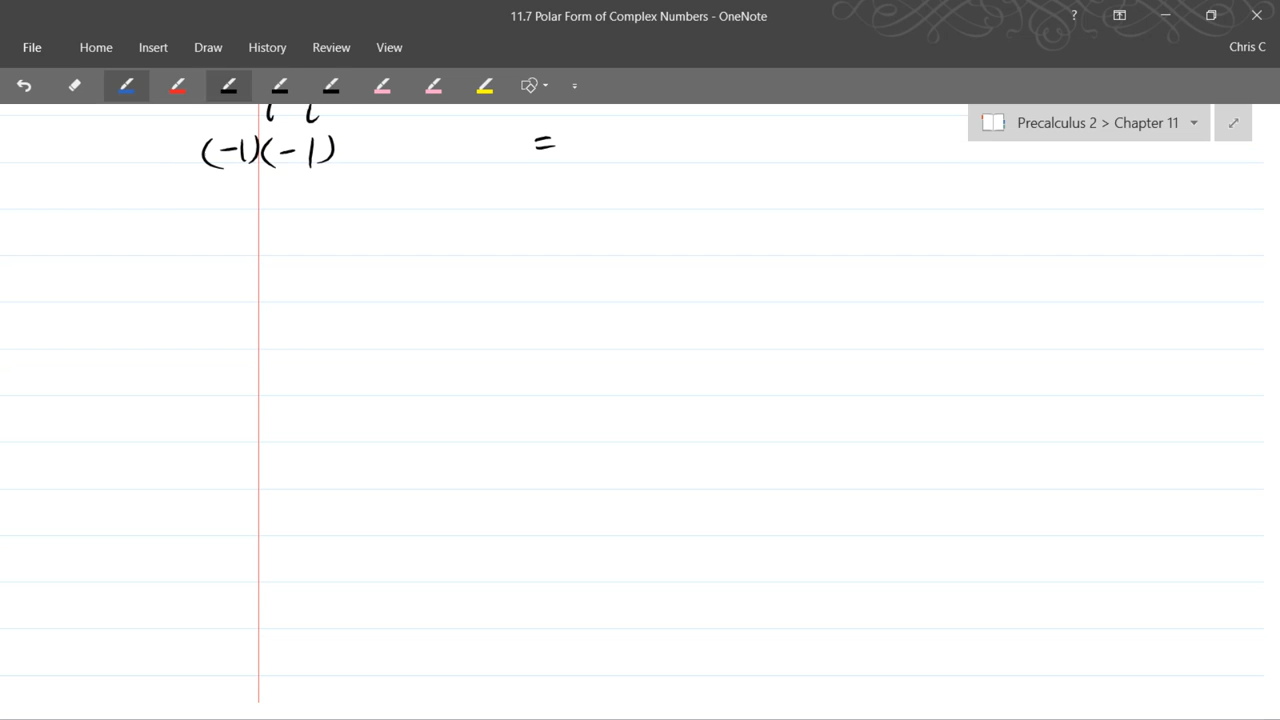 11.7 Polar Form of Complex Numbers - OneNote
?
File Home Insert Draw History Review View Chris C
Precalculus 2 > Chapter 11
(-1)(-1) =